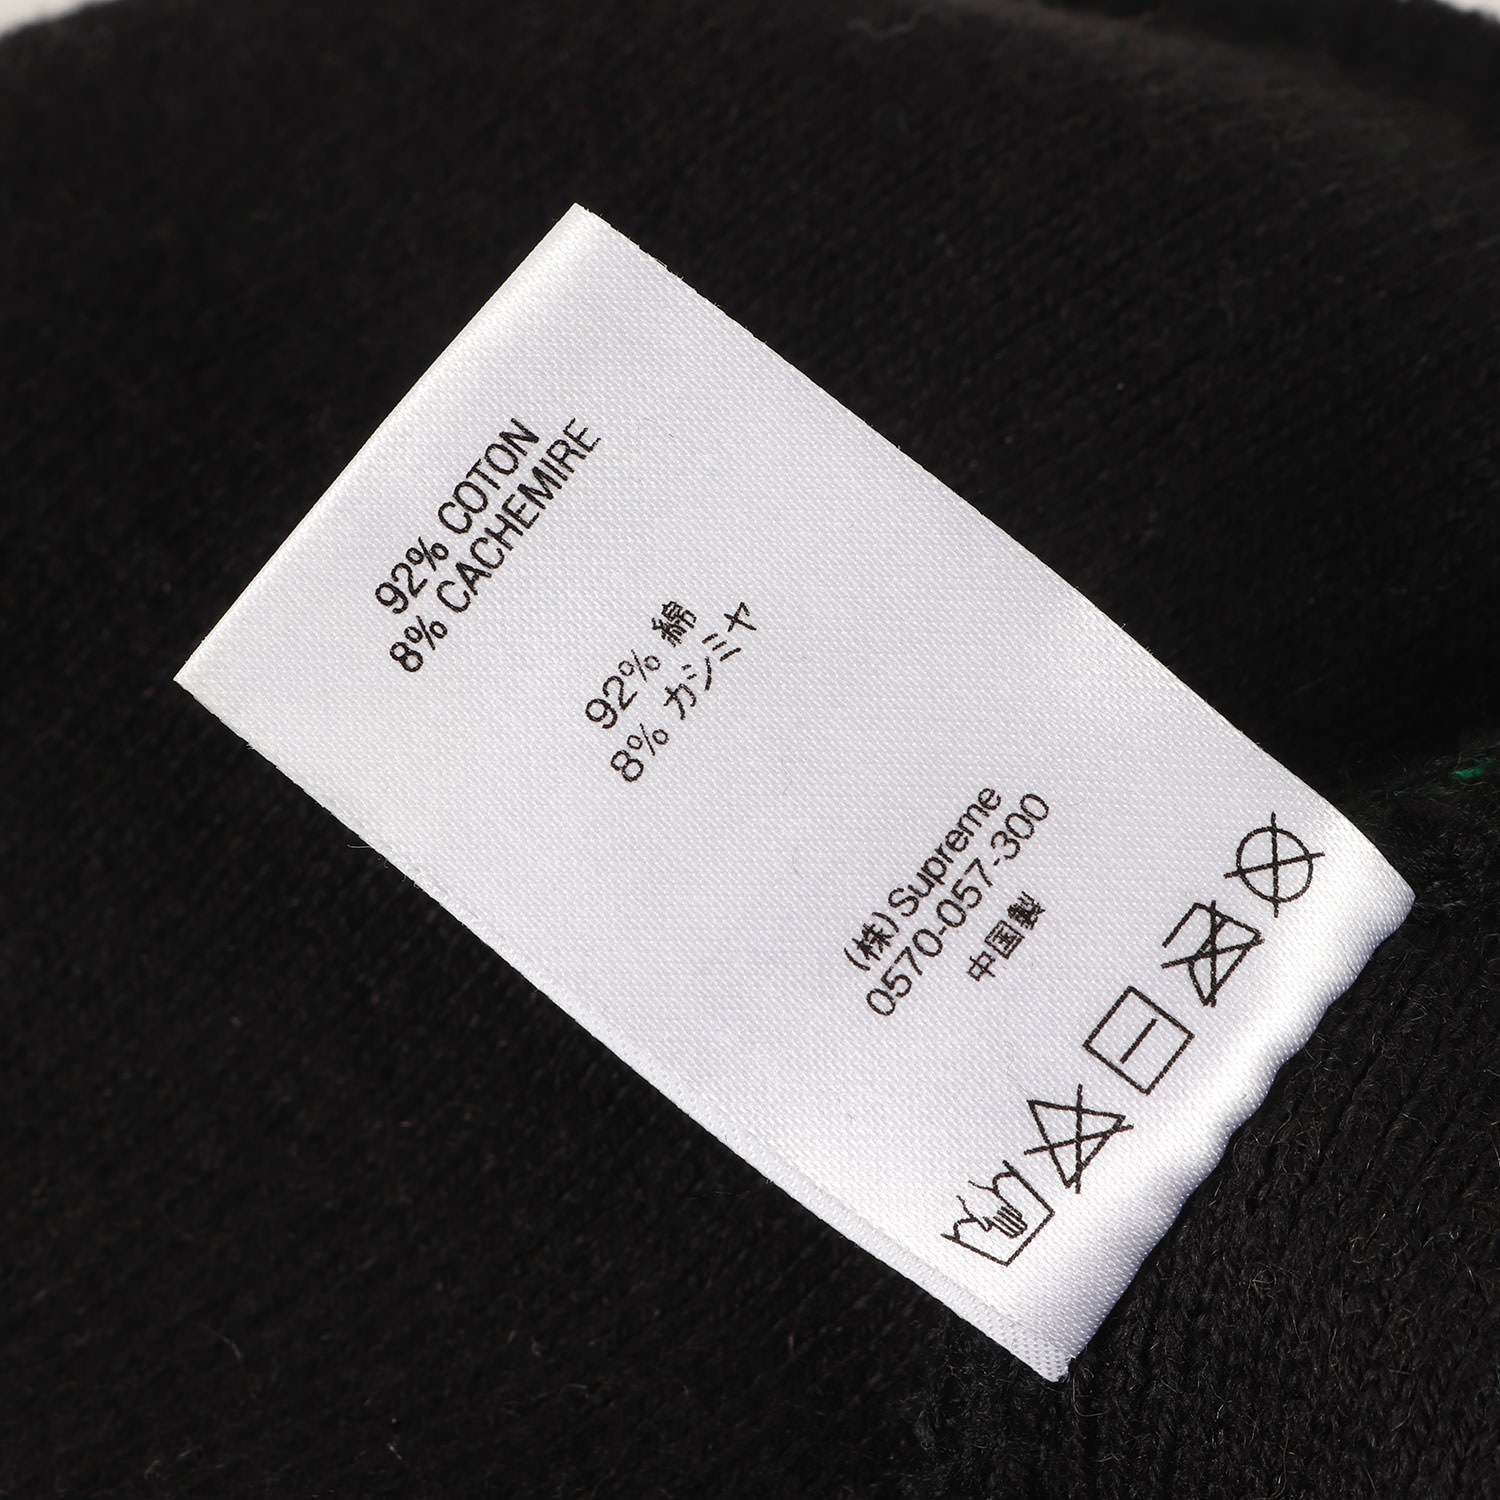 92% COTON
8% CACHEMIRE
92% 綿
8% カシミヤ
(株) Supreme
0570-057-300
中国製